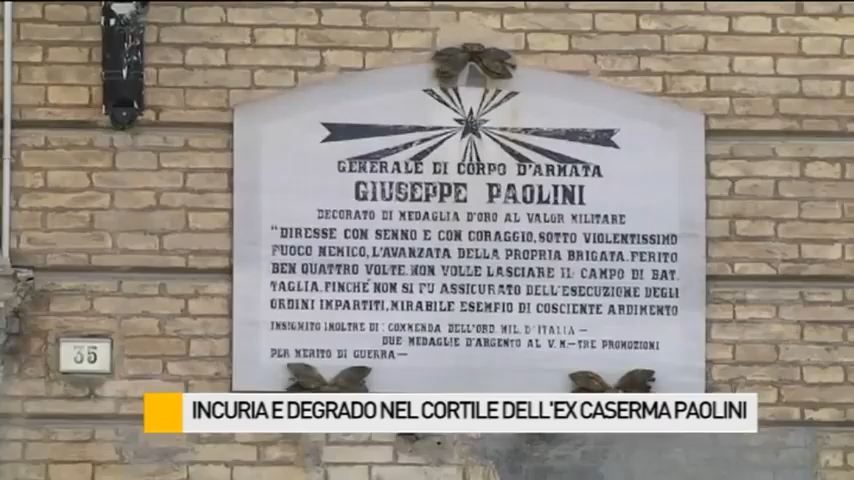 GENERALE DI CORPO D'ARMATA
GIUSEPPE PAOLINI
DECORATO DI MEDAGLIA D'ORO AL VALOR MILITARE
"DIRESSE CON SENNO E CON CORAGGIO, SOTTO VIOLENTISSIMO
FUOCO NEMICO, L'AVANZATA DELLA PROPRIA BRIGATA. FERITO
BEN QUATTRO VOLTE. NON VOLLE LASCIARE IL CAMPO DI BAT.
TAGLIA. FINCHÉ NON SI FU ASSICURATO DELL'ESECUZIONE DEGLI
ORDINI IMPARTITI, MIRABILE ESEMPIO DI COSCIENTE ARDIMENTO
INSIGNITO INOLTRE DI: COMMENDA DELL'ORD. MIL. D'ITALIA —
DUE MEDAGLIE D'ARGENTO AL V. M. — TRE PROMOZIONI
PER MERITO DI GUERRA —
35
INCURIA E DEGRADO NEL CORTILE DELL'EX CASERMA PAOLINI